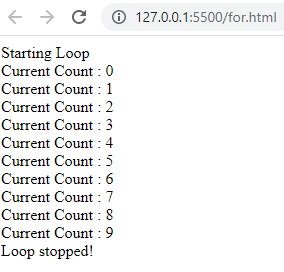 127.0.0.1:5500/for.html
Starting Loop
Current Count : 0
Current Count : 1
Current Count : 2
Current Count : 3
Current Count : 4
Current Count : 5
Current Count : 6
Current Count : 7
Current Count : 8
Current Count : 9
Loop stopped!